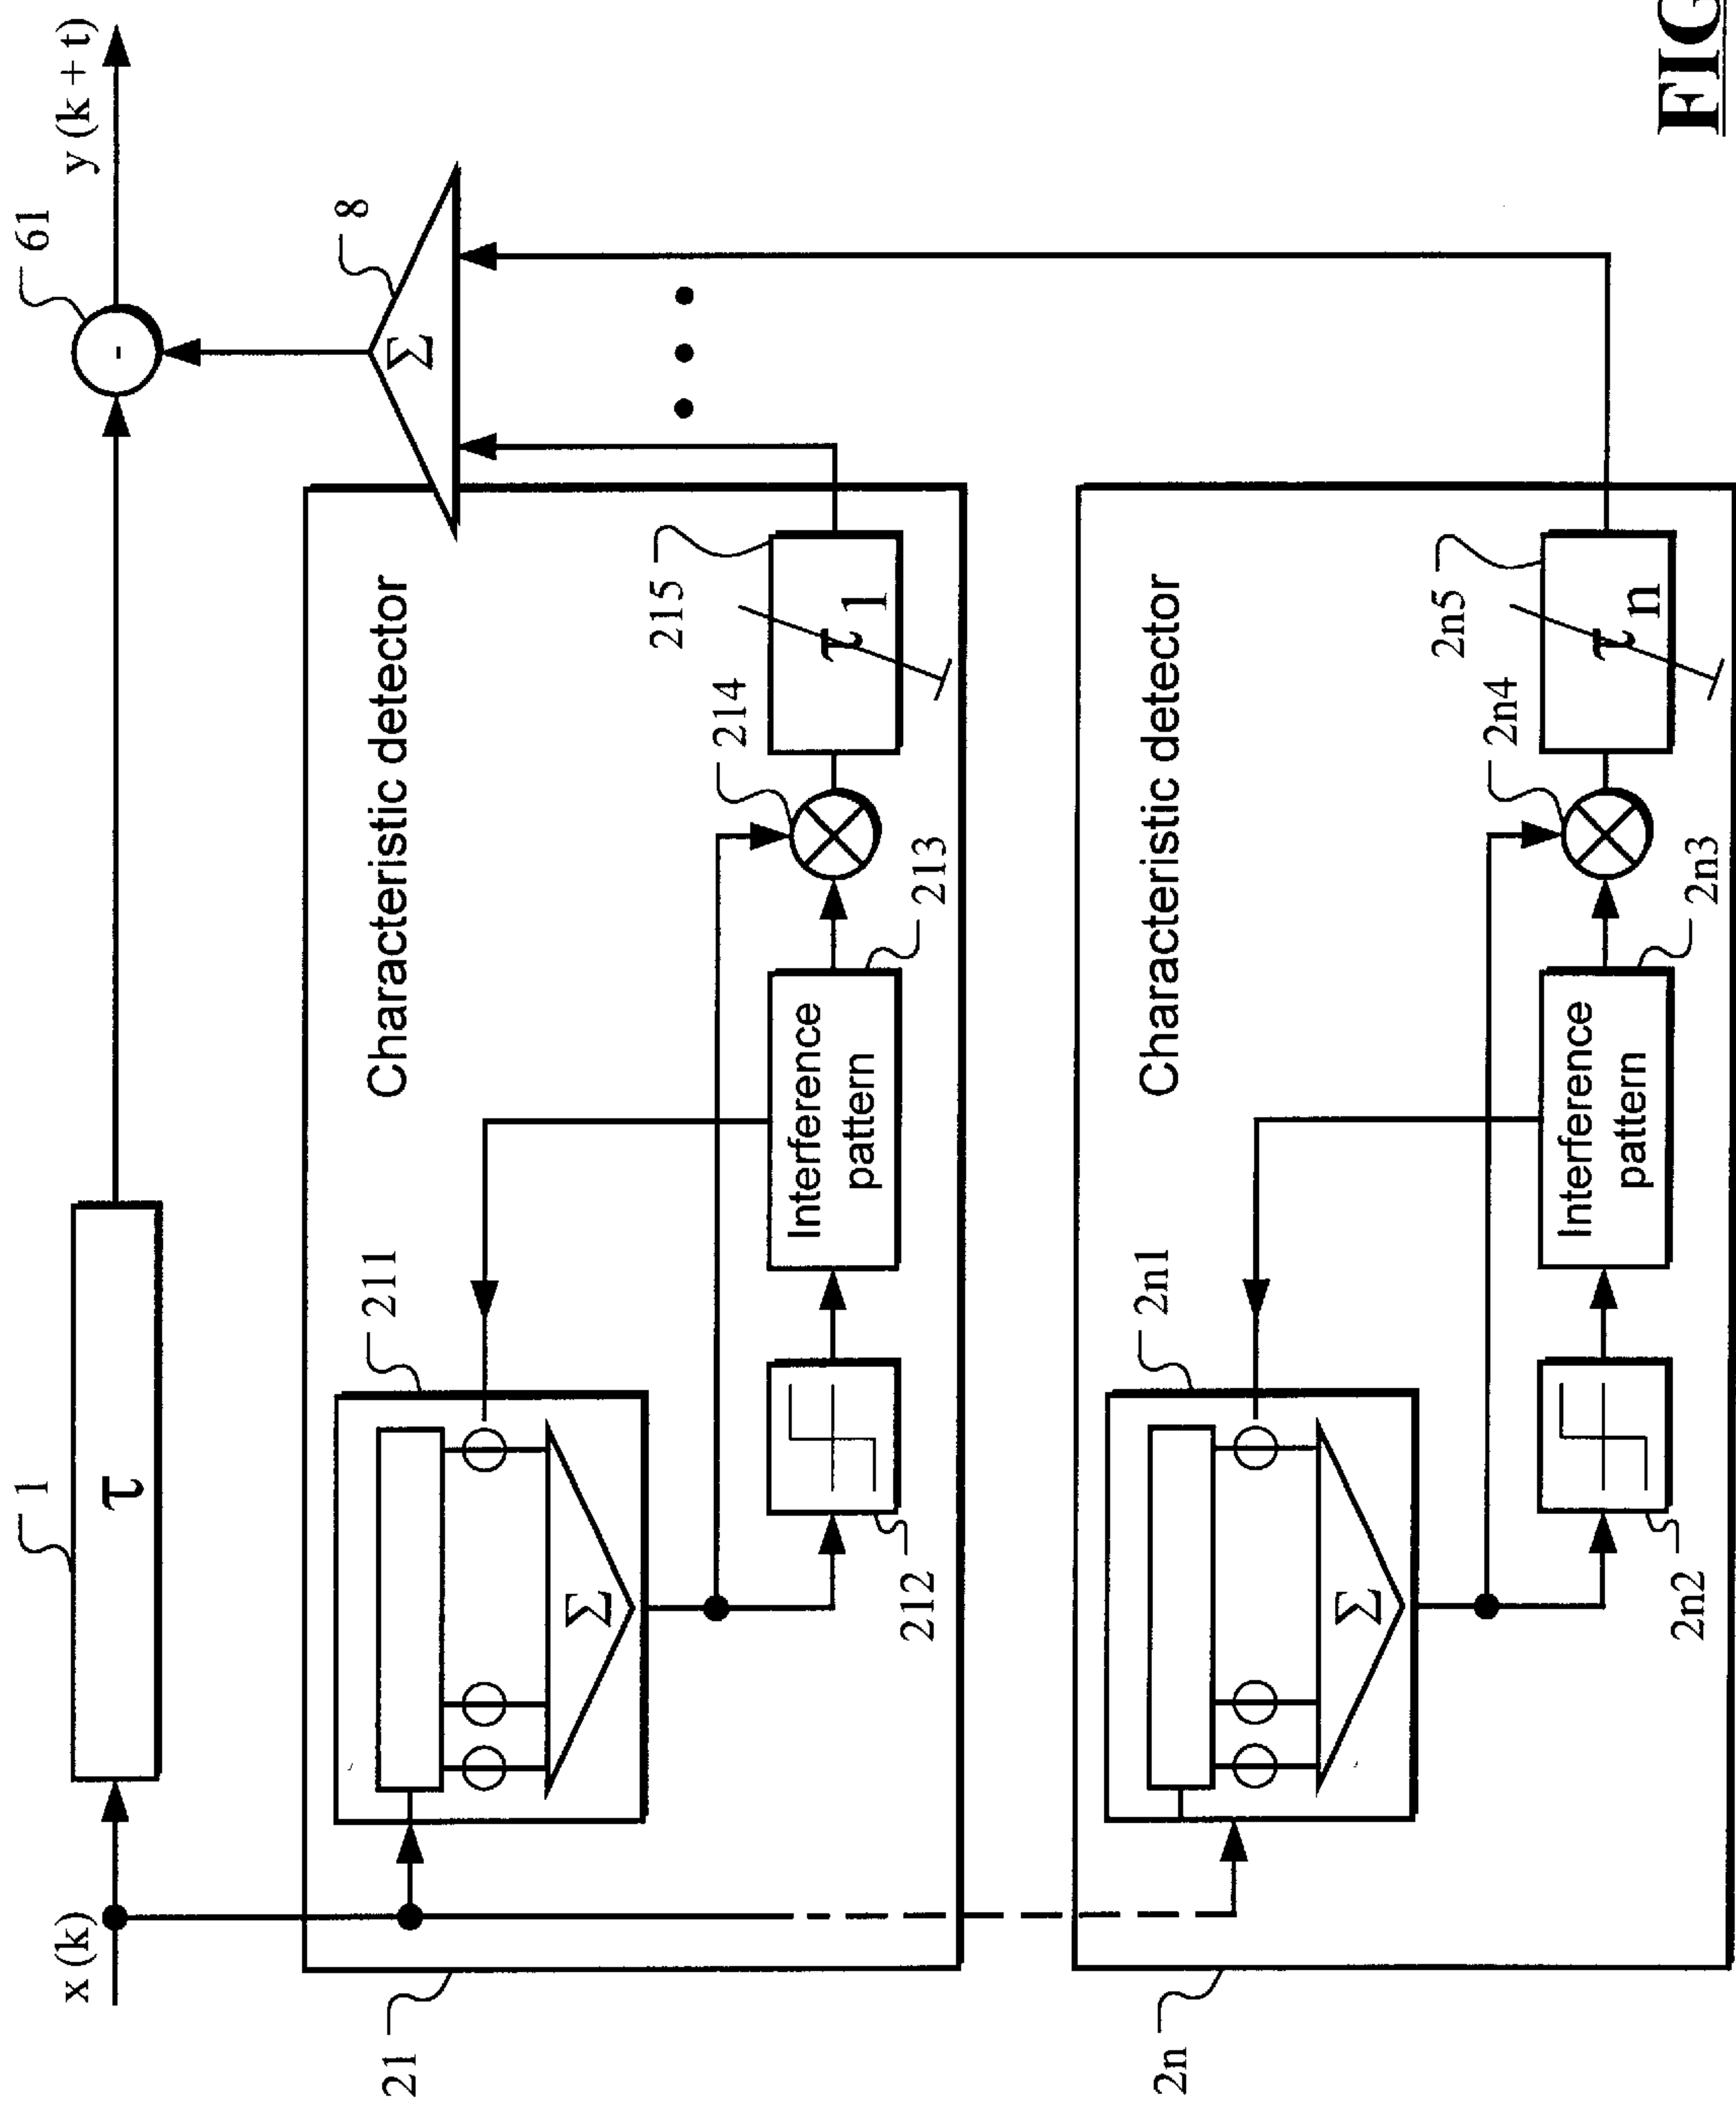 x (k)
1
τ
61
-
y (k + t)
21
Characteristic detector
211
Σ
212
Interference
pattern
213
214
215
τ 1
8
Σ
2n
Characteristic detector
2n1
Σ
2n2
Interference
pattern
2n3
2n4
2n5
τ n
FIG